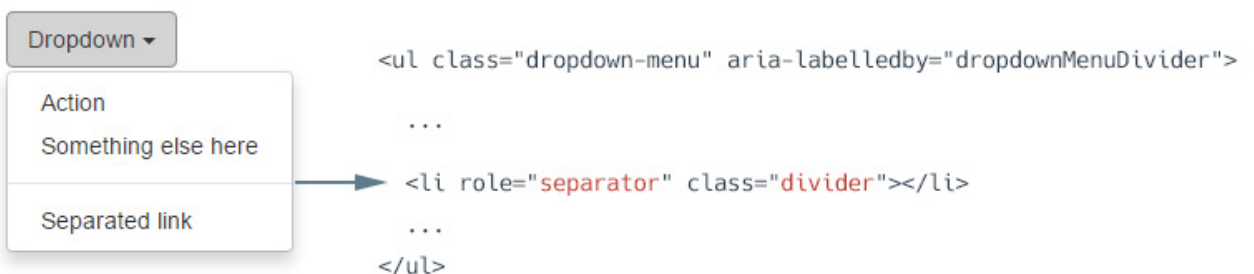 Dropdown
Action
Something else here
Separated link
<ul class="dropdown-menu" aria-labelledby="dropdownMenuDivider">
...
<li role="separator" class="divider"></li>
...
</ul>